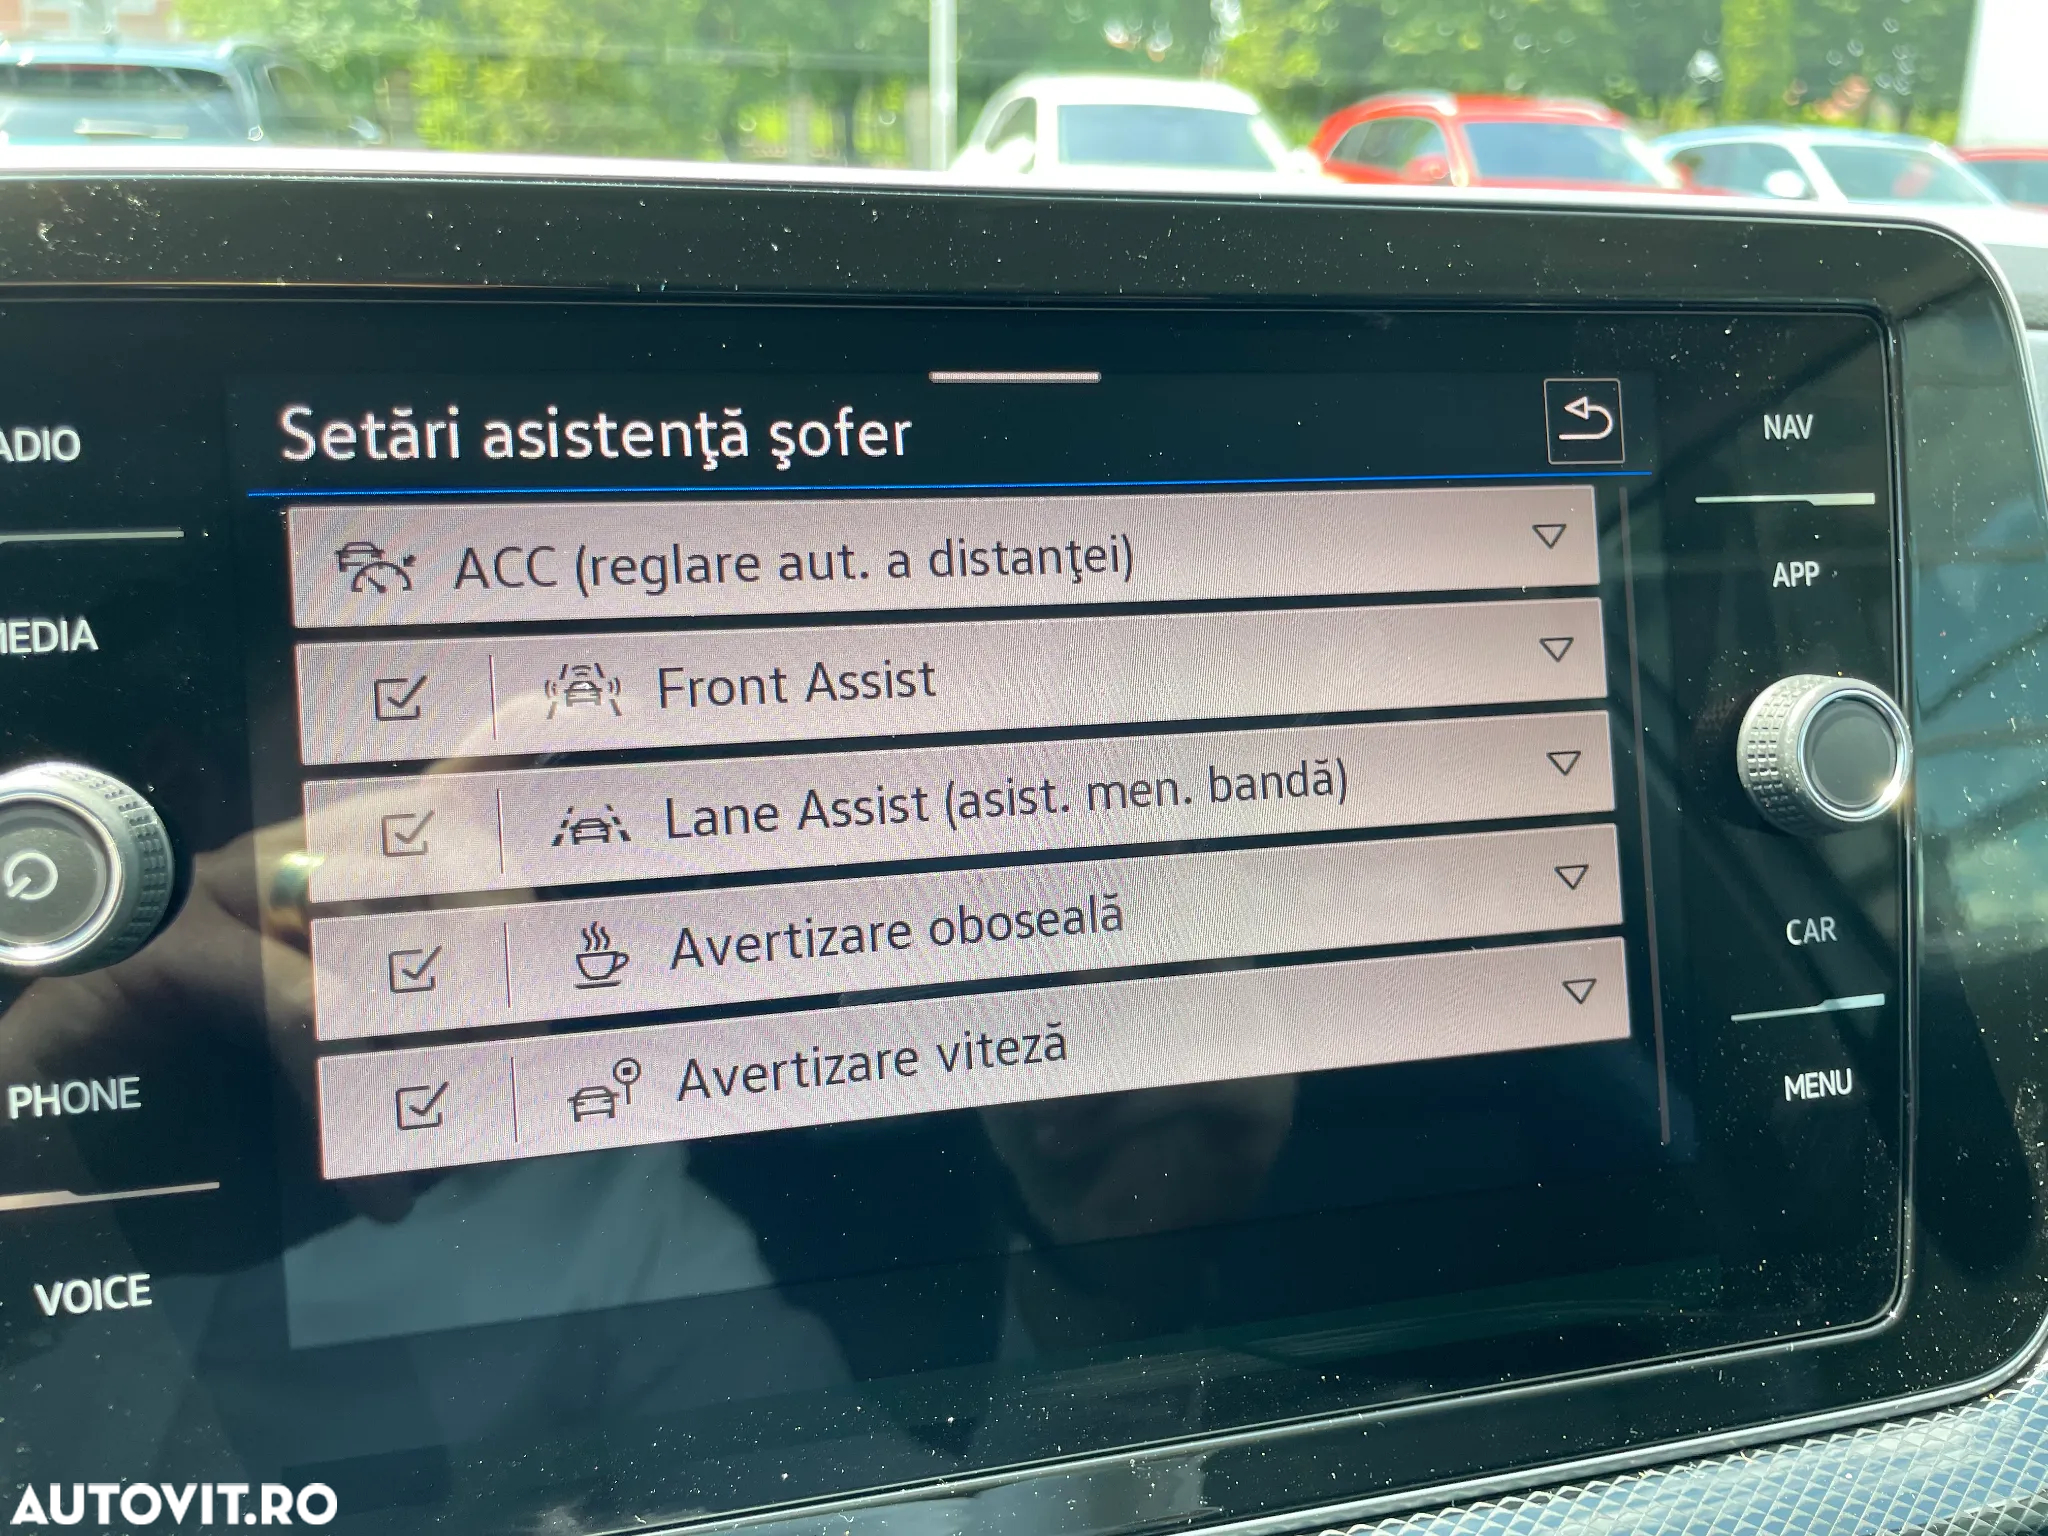 Setări asistenţă şofer
ACC (reglare aut. a distanţei)
Front Assist
Lane Assist (asist. men. bandă)
Avertizare oboseală
Avertizare viteză
ADIO
MEDIA
PHONE
VOICE
NAV
APP
CAR
MENU
AUTOVIT.RO